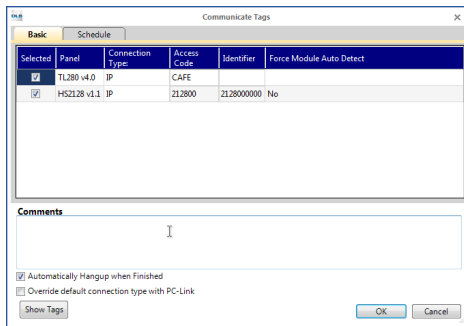 DLS
Communicate Tags
Basic Schedule
Selected Panel Connection Type: Access Code Identifier Force Module Auto Detect
TL280 v4.0 IP CAFE
HS2128 v1.1 IP 212800 2128000000 No
Comments
Automatically Hangup when Finished
Override default connection type with PC-Link
Show Tags OK Cancel